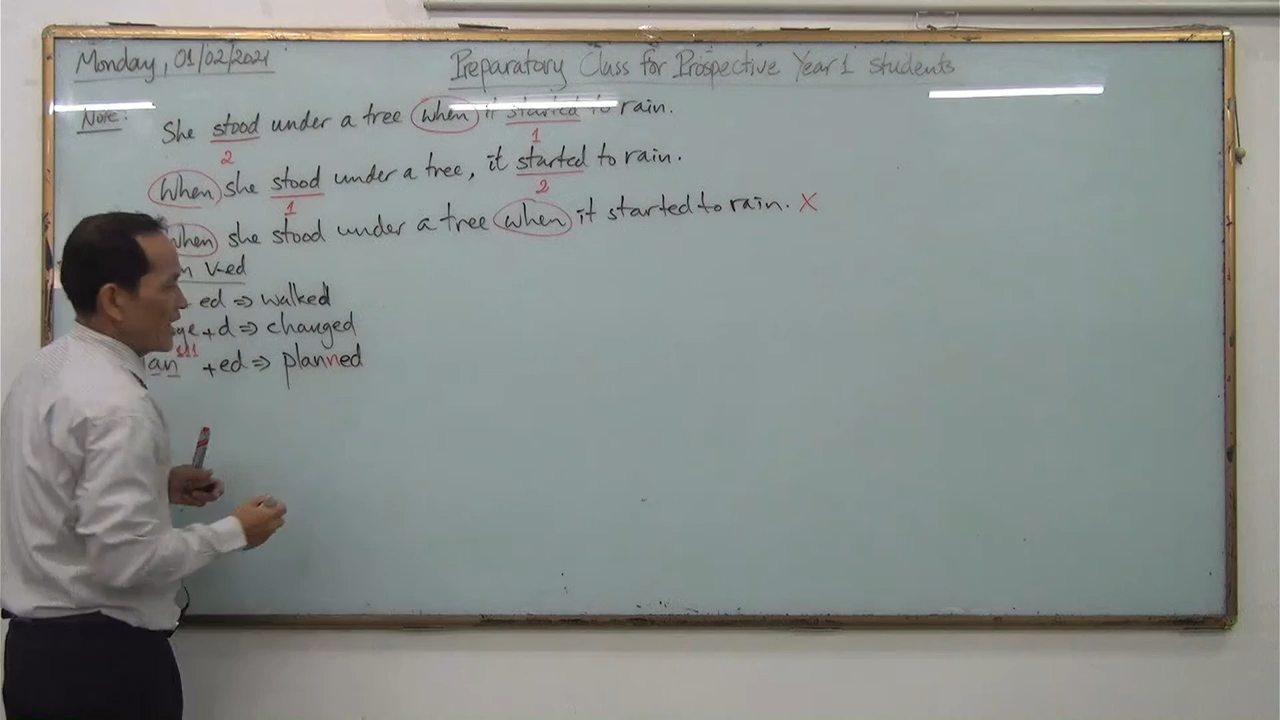 Monday, 01/02/2021
Preparatory Class for Prospective Year 1 students
Note:
She stood under a tree when it started to rain.
2 1
When she stood under a tree, it started to rain.
1 2
When she stood under a tree when it started to rain. X
V-ed
ed => walked
ge + d => changed
lan 111 + ed => planned